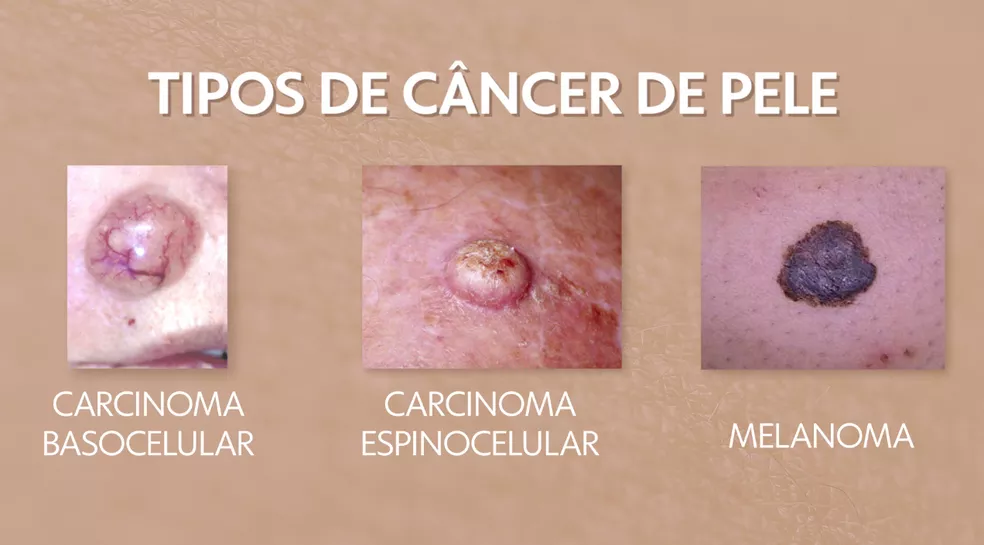 TIPOS DE CÂNCER DE PELE
CARCINOMA
BASOCELULAR
CARCINOMA
ESPINOCELULAR
MELANOMA